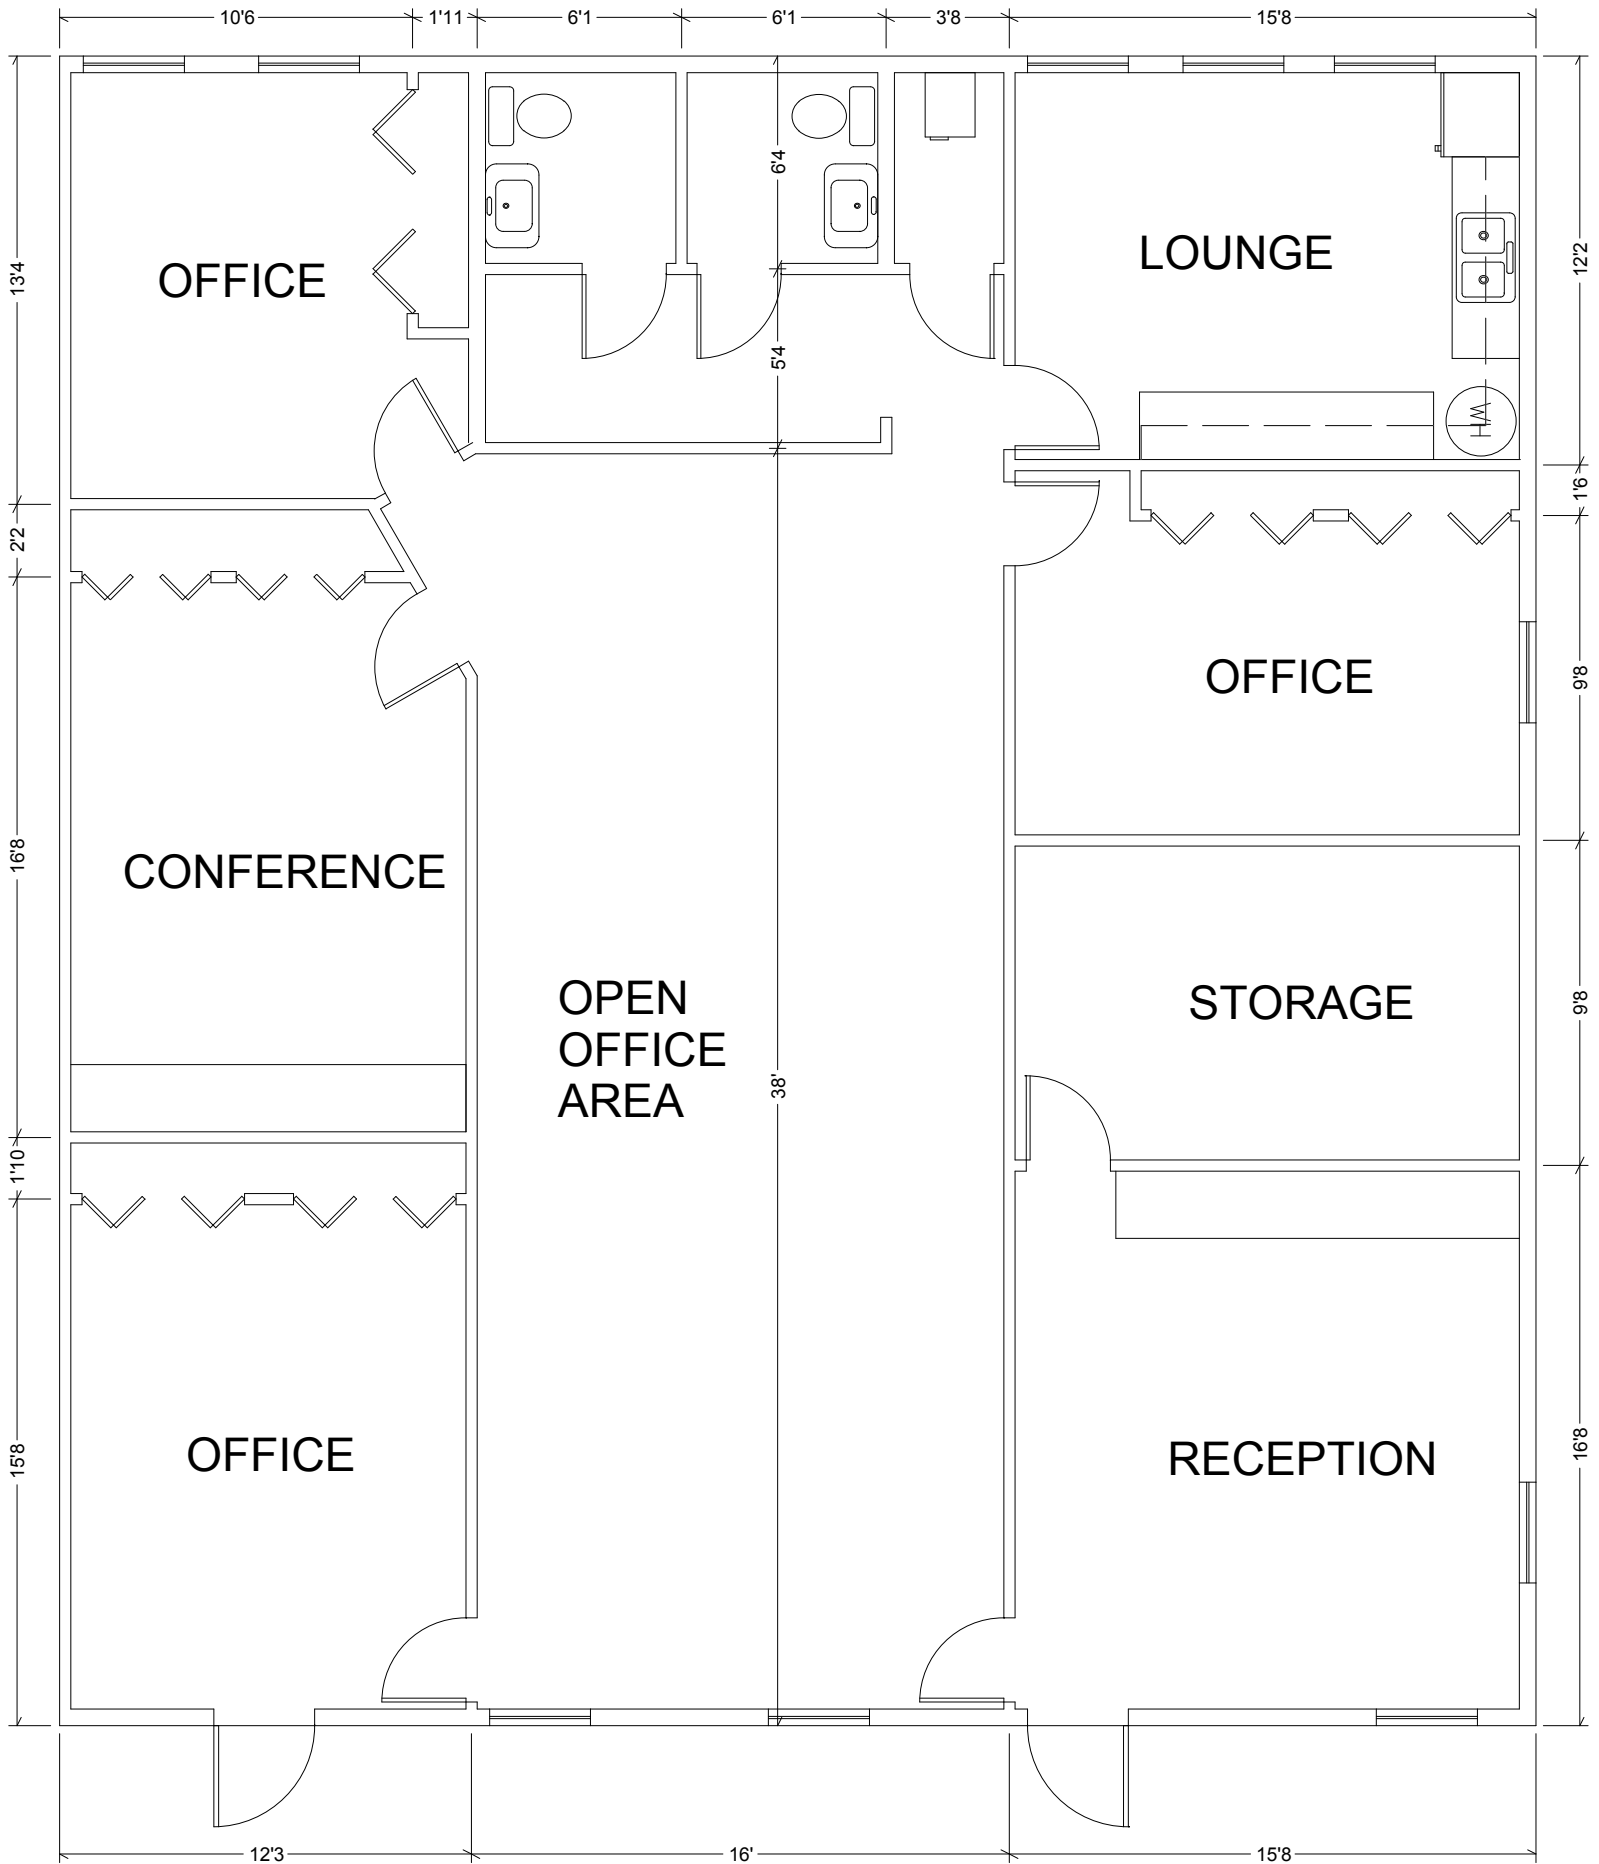 10'6 1'11 6'1 6'1 3'8 15'8
6'4
LOUNGE
12'2
OFFICE
13'4
5'4
WH
1'6
2'2
OFFICE
9'8
16'8
CONFERENCE
OPEN
OFFICE
AREA
STORAGE
9'8
38'
1'10
OFFICE
15'8
RECEPTION
16'8
12'3 16' 15'8